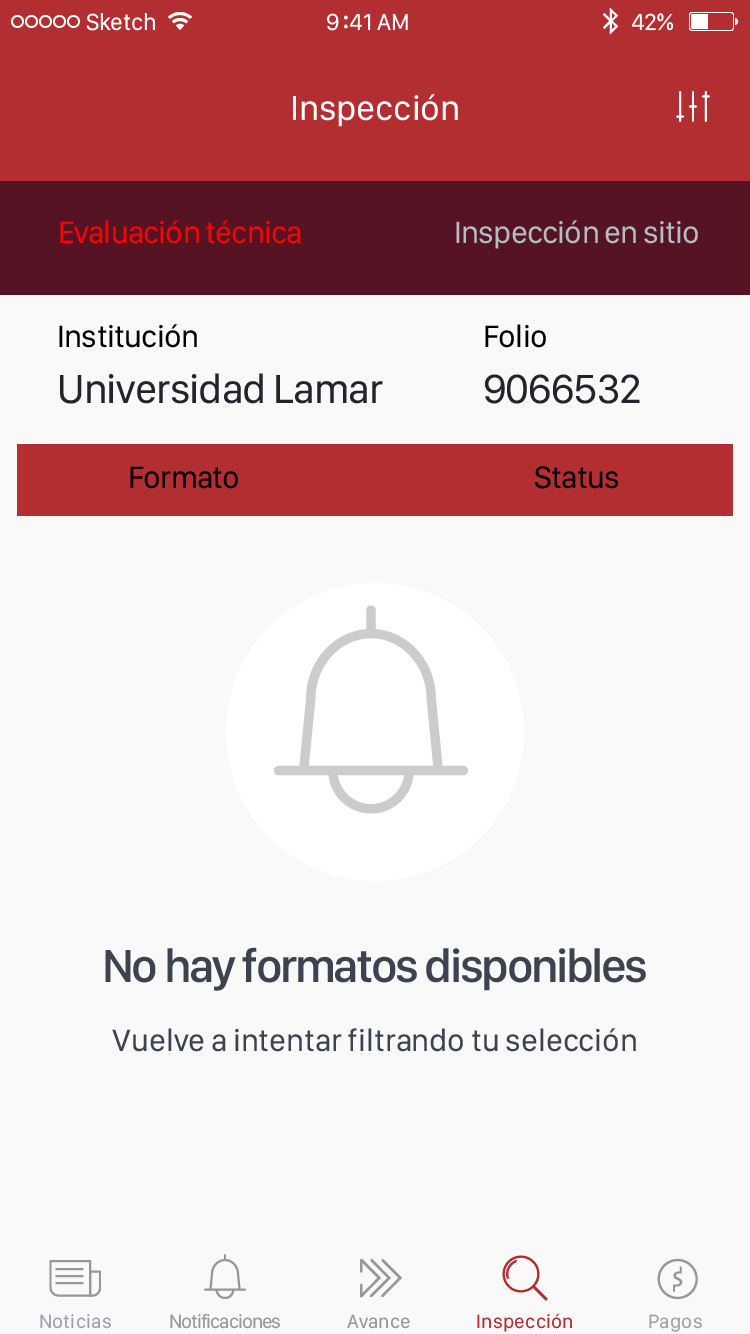 Sketch 9:41 AM 42%
Inspección
Evaluación técnica Inspección en sitio
Institución Folio
Universidad Lamar 9066532
Formato Status
No hay formatos disponibles
Vuelve a intentar filtrando tu selección
Noticias Notificaciones Avance Inspección Pagos